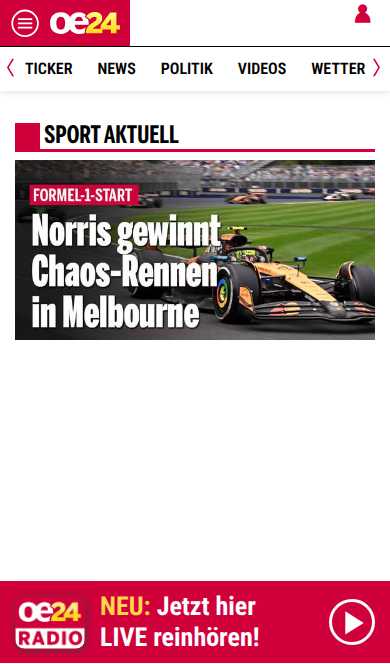 oe24
TICKER NEWS POLITIK VIDEOS WETTER
SPORT AKTUELL
FORMEL-1-START
Norris gewinnt
Chaos-Rennen
in Melbourne
oe24
RADIO
NEU: Jetzt hier
LIVE reinhören!